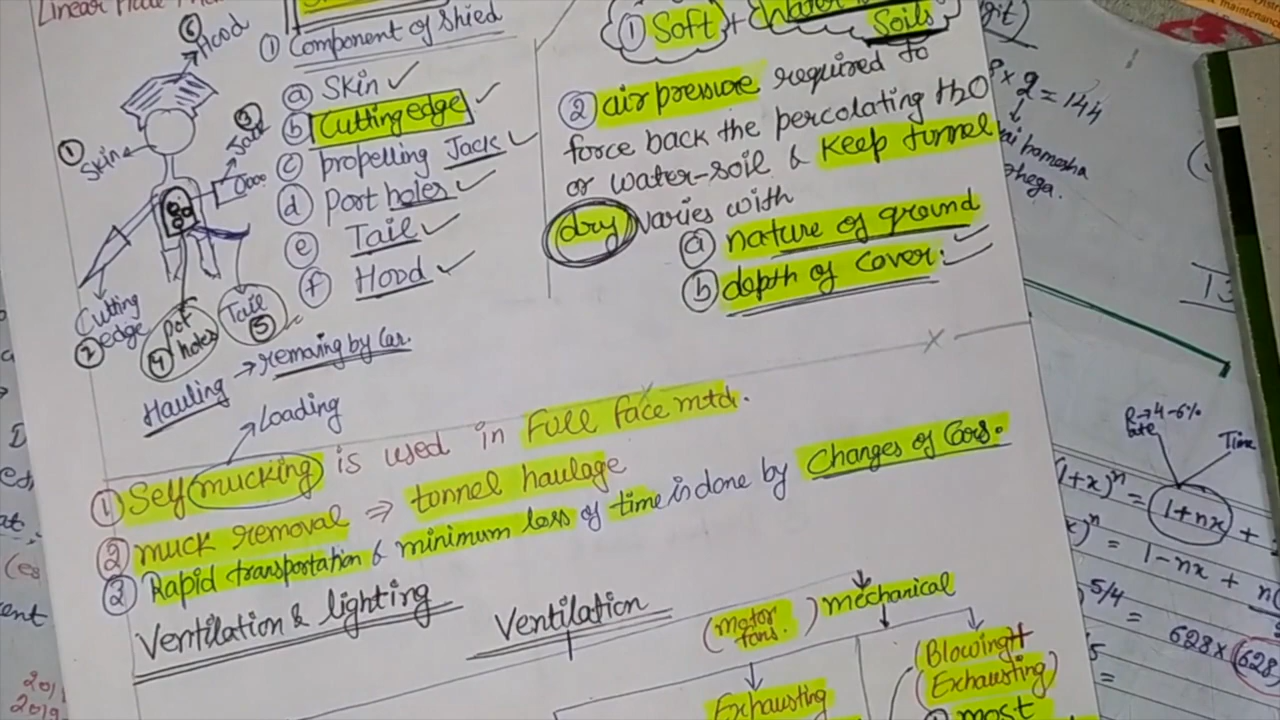 Linear Plate
① Component of Shied
ⓐ Skin ✓
ⓑ Cutting edge ✓
ⓒ propelling Jack ✓
ⓓ Port holes ✓
ⓔ Tail ✓
ⓕ Hood ✓
⑥ Hood
① Skin
③ Jack
Cutting
② edge
④ holes
Tail
⑤
Hauling → removing by Car.
① Soft + Water
Soils
② air pressure required to
force back the percolating H2O
or water-soil & Keep tunnel
dry varies with
ⓐ nature of ground ✓
ⓑ depth of cover. ✓
Loading
① Self mucking is used in Full face mtd.
② muck removal ⇒ tonnel haulage
③ Rapid transportation & minimum loss of time is done by Changes of Cars.
Ventilation & lighting
Ventilation
(motor fans.) mechanical
Exhausting
(Blowing +
Exhausting)
most
× 2 = 144
hamesha
R→4-6%
Rate
Time
(1+x)ⁿ = 1+nx +
)ⁿ = 1-nx + n(
5/4
= 628 × (628
=